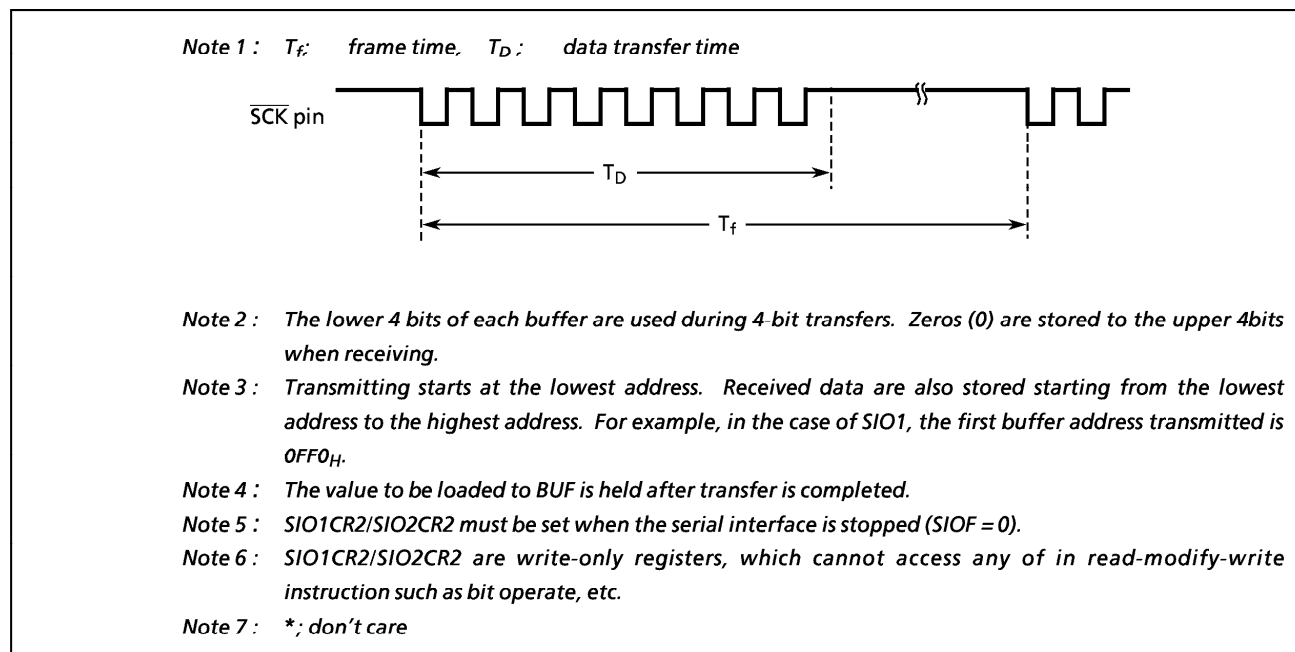 Note 1 : Tf; frame time, TD ; data transfer time
SCK pin
TD
Tf
Note 2 : The lower 4 bits of each buffer are used during 4-bit transfers. Zeros (0) are stored to the upper 4bits
when receiving.
Note 3 : Transmitting starts at the lowest address. Received data are also stored starting from the lowest
address to the highest address. For example, in the case of SIO1, the first buffer address transmitted is
0FF0H.
Note 4 : The value to be loaded to BUF is held after transfer is completed.
Note 5 : SIO1CR2/SIO2CR2 must be set when the serial interface is stopped (SIOF = 0).
Note 6 : SIO1CR2/SIO2CR2 are write-only registers, which cannot access any of in read-modify-write
instruction such as bit operate, etc.
Note 7 : *; don't care